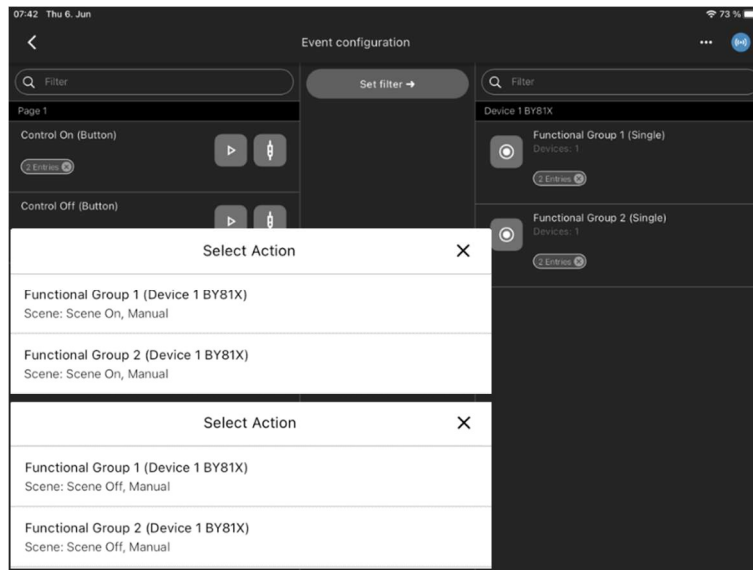 07:42 Thu 6. Jun
73 %
Event configuration
Filter
Page 1
Control On (Button)
2 Entries
Control Off (Button)
Set filter
Filter
Device 1 BY81X
Functional Group 1 (Single)
Devices: 1
2 Entries
Functional Group 2 (Single)
Devices: 1
2 Entries
Select Action
Functional Group 1 (Device 1 BY81X)
Scene: Scene On, Manual
Functional Group 2 (Device 1 BY81X)
Scene: Scene On, Manual
Select Action
Functional Group 1 (Device 1 BY81X)
Scene: Scene Off, Manual
Functional Group 2 (Device 1 BY81X)
Scene: Scene Off, Manual